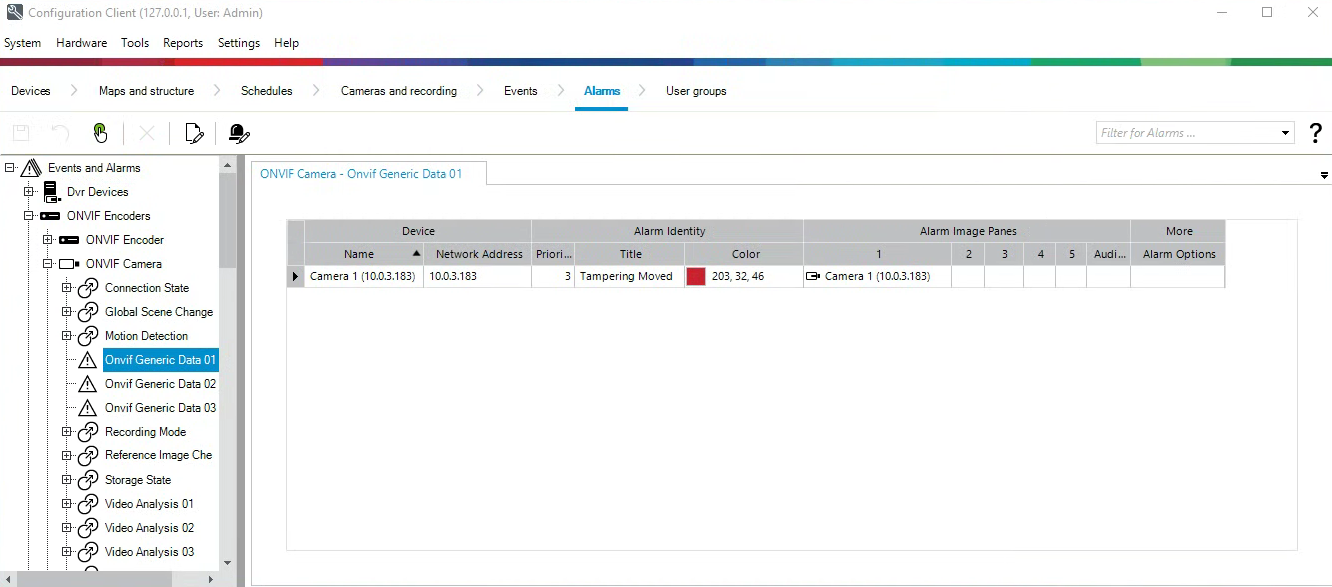 Configuration Client (127.0.0.1, User: Admin)
System Hardware Tools Reports Settings Help
Devices Maps and structure Schedules Cameras and recording Events Alarms User groups
Filter for Alarms ... ?
Events and Alarms
Dvr Devices
ONVIF Encoders
ONVIF Encoder
ONVIF Camera
Connection State
Global Scene Change
Motion Detection
Onvif Generic Data 01
Onvif Generic Data 02
Onvif Generic Data 03
Recording Mode
Reference Image Che
Storage State
Video Analysis 01
Video Analysis 02
Video Analysis 03
ONVIF Camera - Onvif Generic Data 01
Device Alarm Identity Alarm Image Panes More
Name Network Address Priori... Title Color 1 2 3 4 5 Audi... Alarm Options
Camera 1 (10.0.3.183) 10.0.3.183 3 Tampering Moved 203, 32, 46 Camera 1 (10.0.3.183)